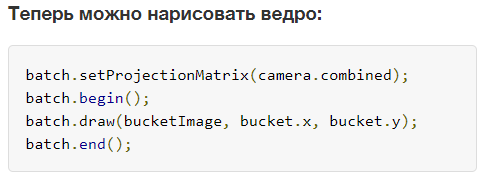 Теперь можно нарисовать ведро:
batch.setProjectionMatrix(camera.combined);
batch.begin();
batch.draw(bucketImage, bucket.x, bucket.y);
batch.end();